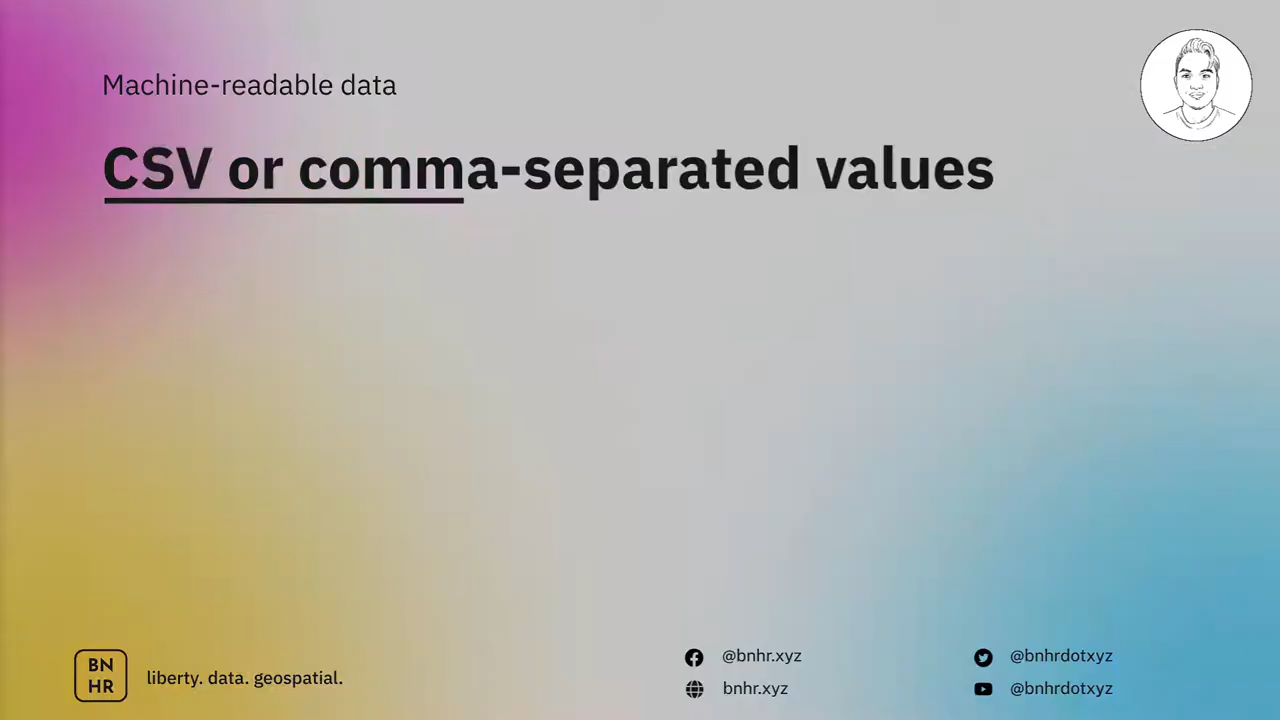 Machine-readable data
CSV or comma-separated values
BN
HR
liberty. data. geospatial.
@bnhr.xyz
bnhr.xyz
@bnhrdotxyz
@bnhrdotxyz